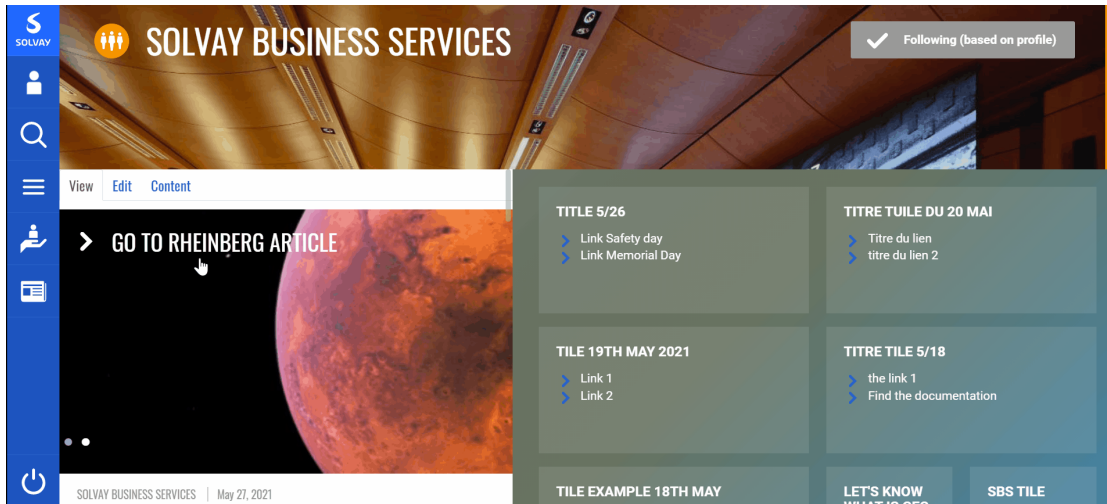 SOLVAY
SOLVAY BUSINESS SERVICES
Following (based on profile)
View Edit Content
GO TO RHEINBERG ARTICLE
SOLVAY BUSINESS SERVICES | May 27, 2021
TITLE 5/26
Link Safety day
Link Memorial Day
TITRE TUILE DU 20 MAI
Titre du lien
titre du lien 2
TILE 19TH MAY 2021
Link 1
Link 2
TITRE TILE 5/18
the link 1
Find the documentation
TILE EXAMPLE 18TH MAY
LET'S KNOW
SBS TILE